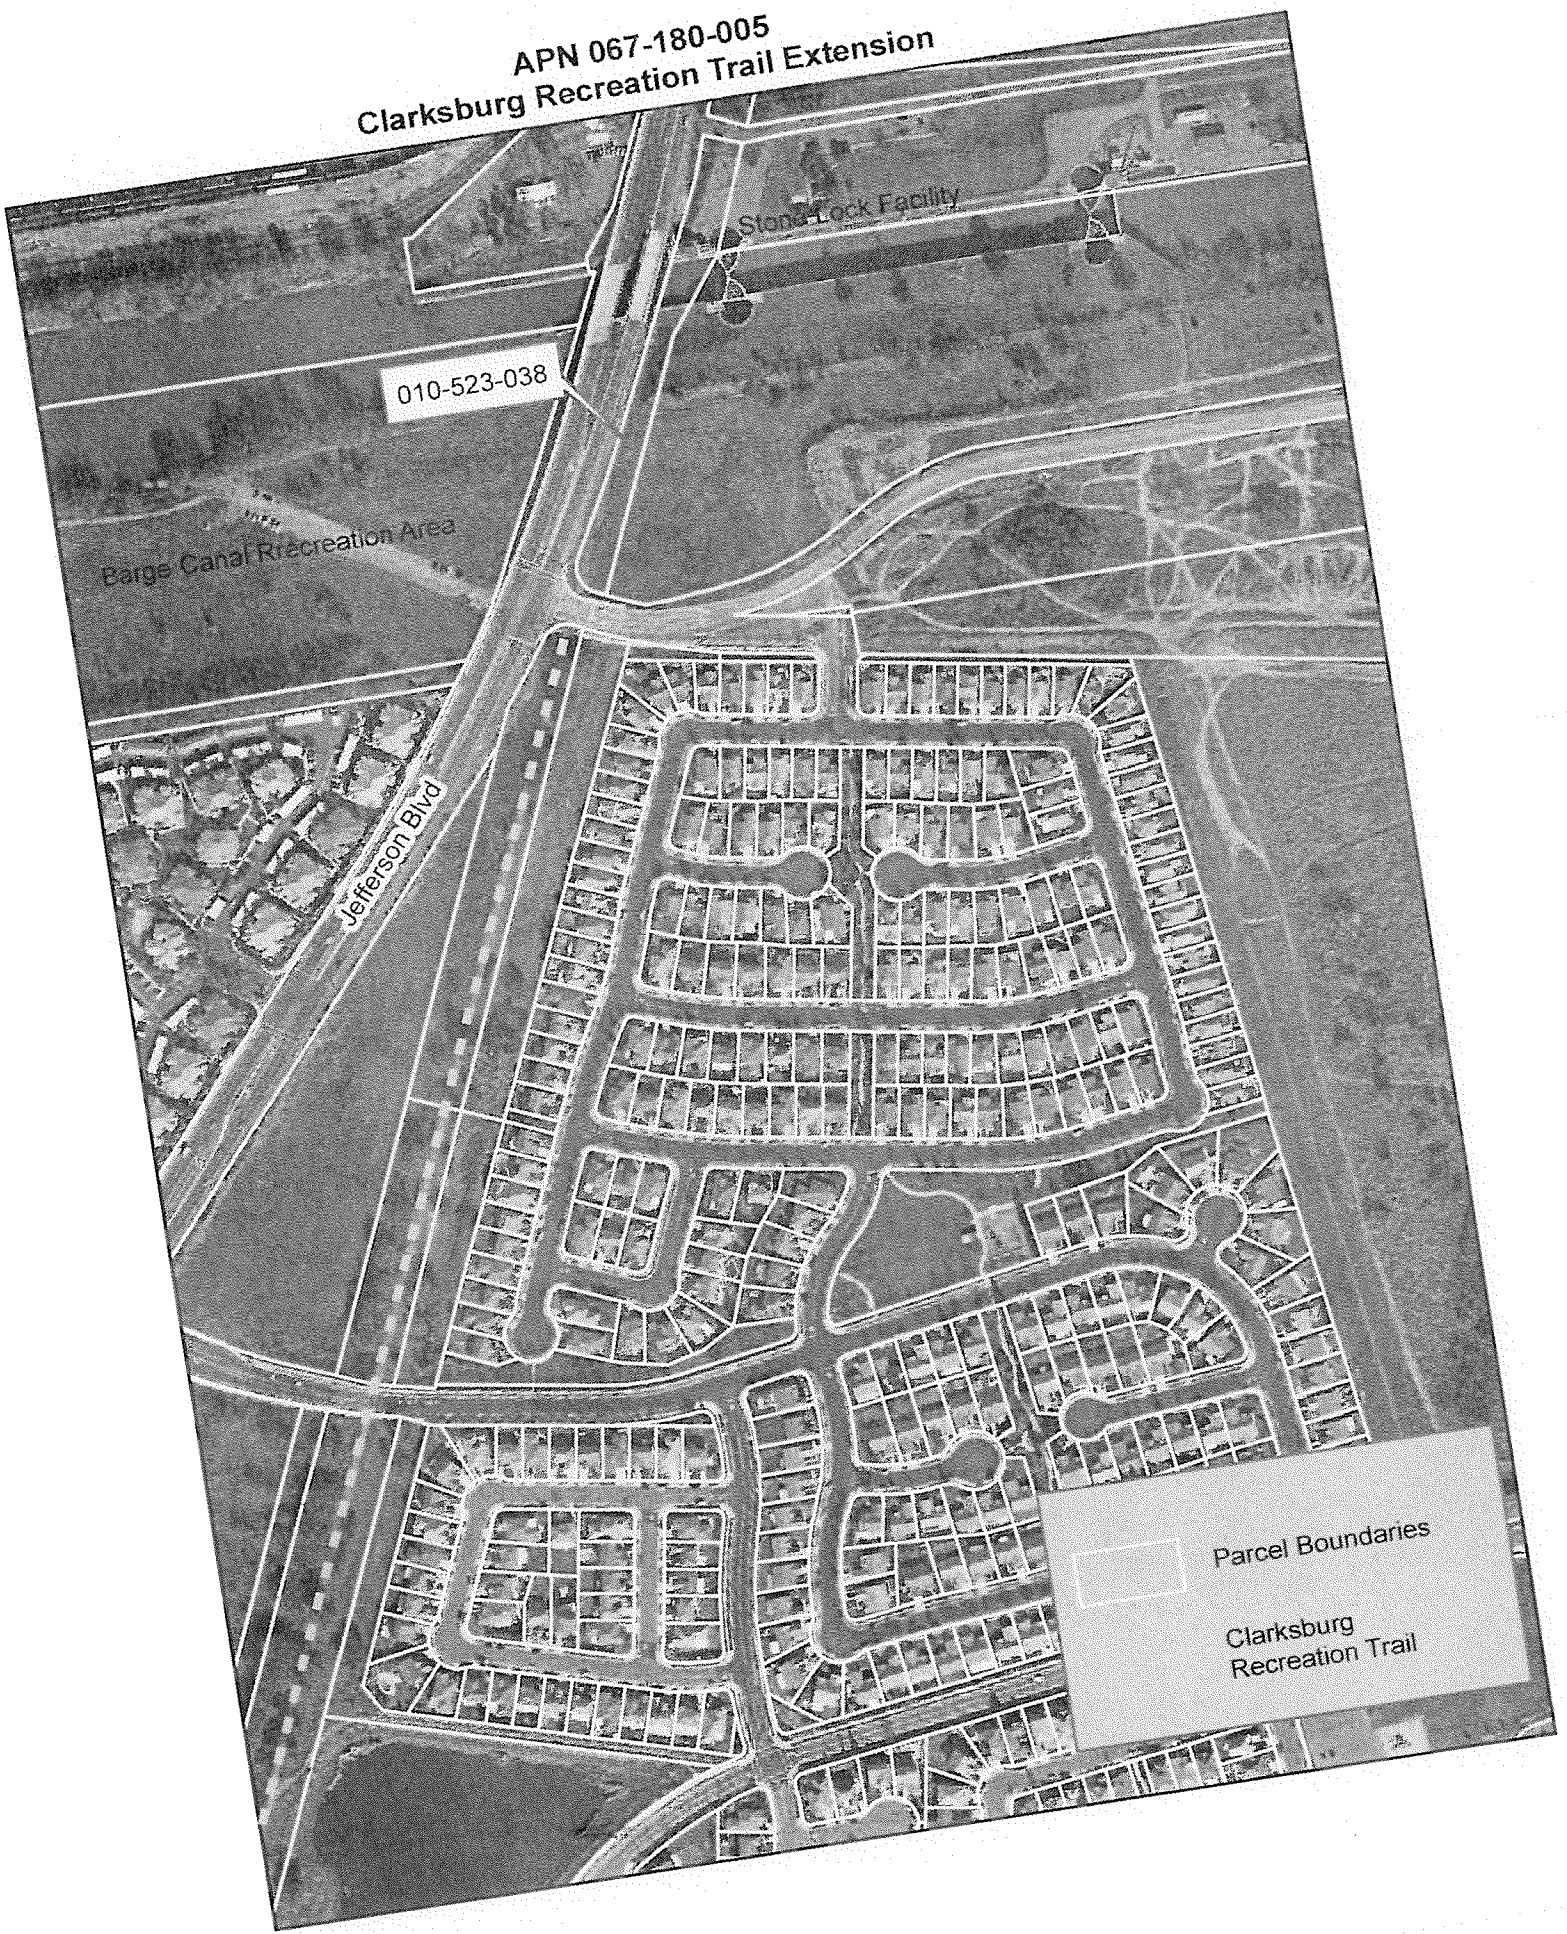 APN 067-180-005
Clarksburg Recreation Trail Extension
Stone Lock Facility
010-523-038
Barge Canal Rrecreation Area
Jefferson Blvd
Parcel Boundaries
Clarksburg
Recreation Trail